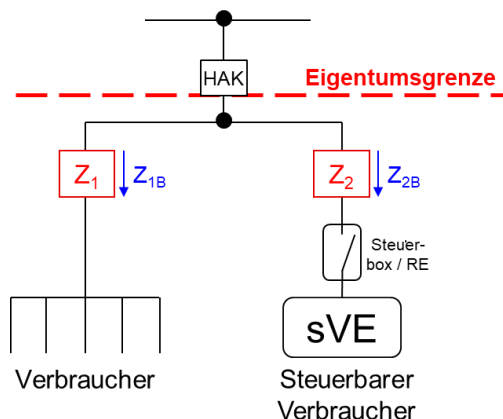 HAK
Eigentumsgrenze
Z1
Z1B
Z2
Z2B
Steuer-
box / RE
sVE
Verbraucher
Steuerbarer
Verbraucher